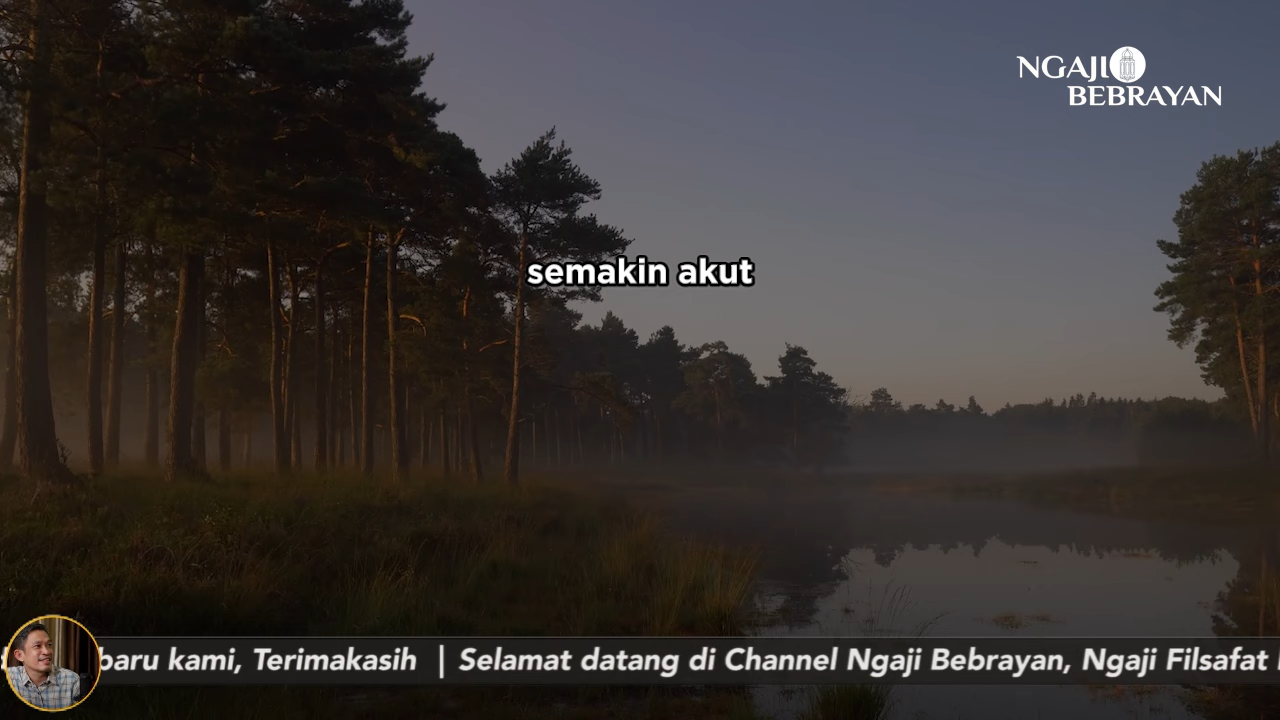 NGAJI
BEBRAYAN
semakin akut
baru kami, Terimakasih | Selamat datang di Channel Ngaji Bebrayan, Ngaji Filsafat